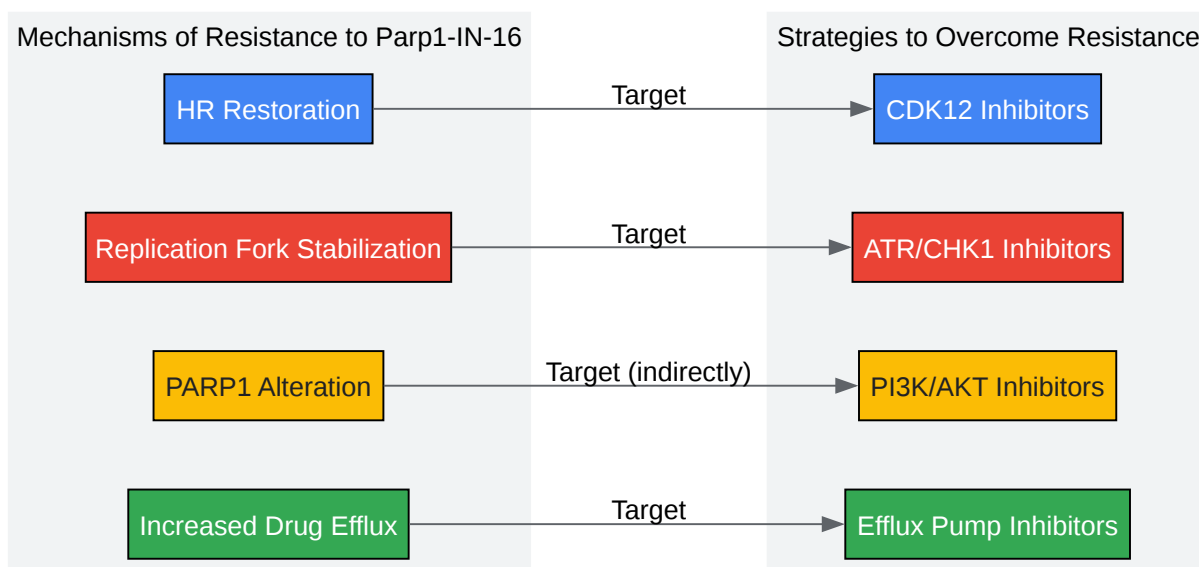 Mechanisms of Resistance to Parp1-IN-16
Strategies to Overcome Resistance
HR Restoration
Target
CDK12 Inhibitors
Replication Fork Stabilization
Target
ATR/CHK1 Inhibitors
PARP1 Alteration
Target (indirectly)
PI3K/AKT Inhibitors
Increased Drug Efflux
Target
Efflux Pump Inhibitors